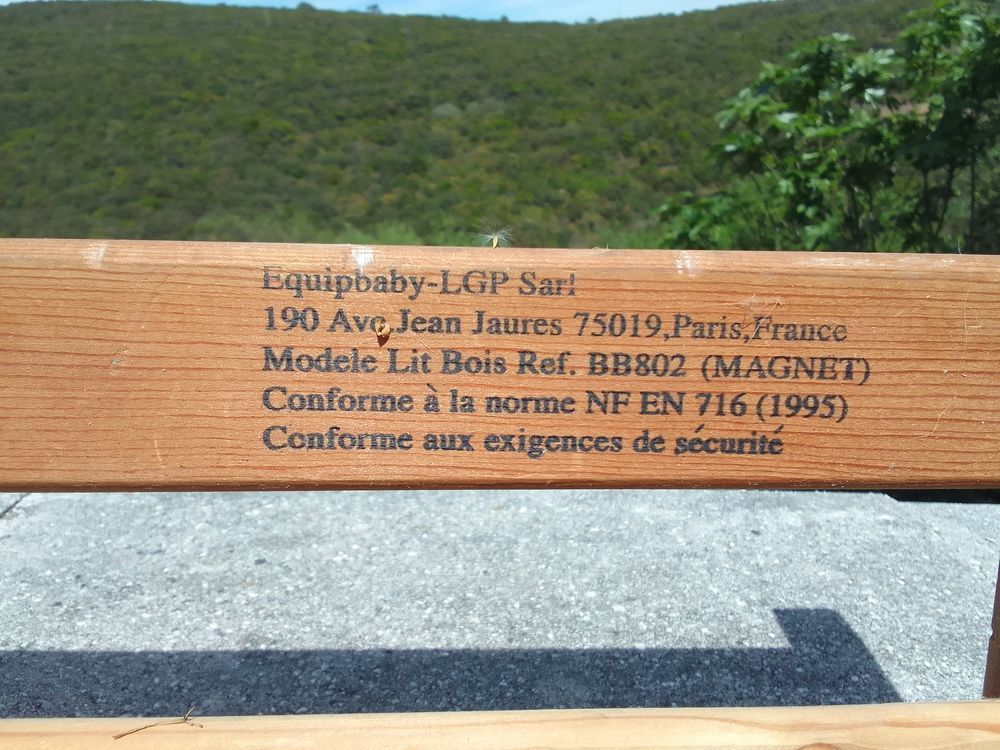 Equipbaby-LGP Sarl
190 Ave Jean Jaures 75019,Paris,France
Modele Lit Bois Ref. BB802 (MAGNET)
Conforme à la norme NF EN 716 (1995)
Conforme aux exigences de sécurité